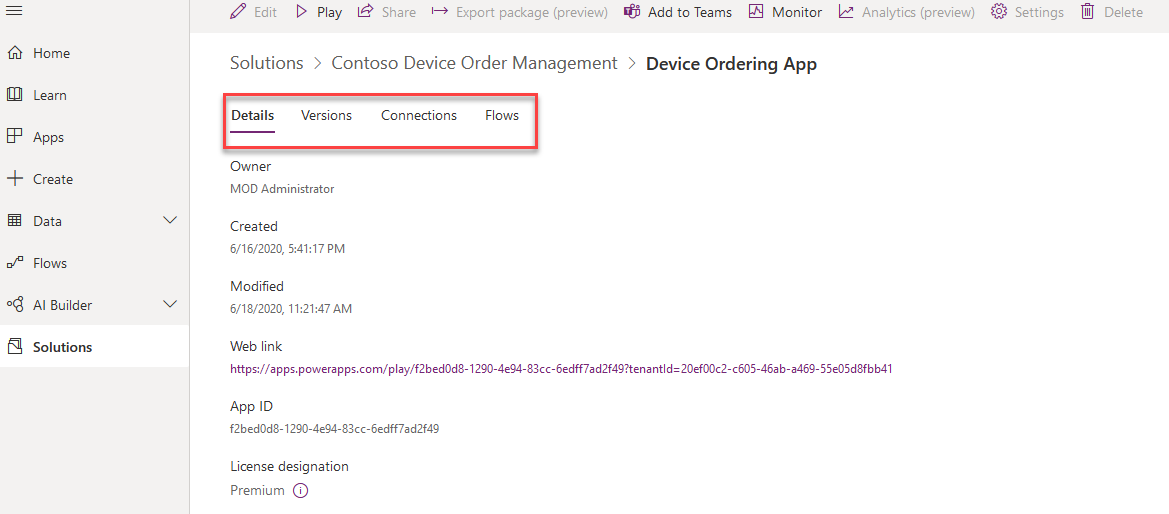 Edit Play Share Export package (preview) Add to Teams Monitor Analytics (preview) Settings Delete
Home
Learn
Apps
Create
Data
Flows
AI Builder
Solutions
Solutions > Contoso Device Order Management > Device Ordering App
Details Versions Connections Flows
Owner
MOD Administrator
Created
6/16/2020, 5:41:17 PM
Modified
6/18/2020, 11:21:47 AM
Web link
https://apps.powerapps.com/play/f2bed0d8-1290-4e94-83cc-6edff7ad2f49?tenantId=20ef00c2-c605-46ab-a469-55e05d8fbb41
App ID
f2bed0d8-1290-4e94-83cc-6edff7ad2f49
License designation
Premium